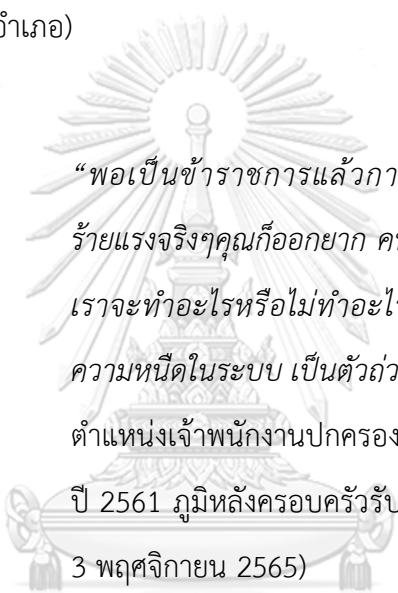 อำเภอ)
“พอเป็นข้าราชการแล้วกา
ร้ายแรงจริงๆคุณก็ออกยาก ค
เราจะทำอะไรหรือไม่ทำอะไร
ความหนืดในระบบ เป็นตัวถ่ว
ตำแหน่งเจ้าพนักงานปกครอง
ปี 2561 ภูมิหลังครอบครัวรับ
3 พฤศจิกายน 2565)